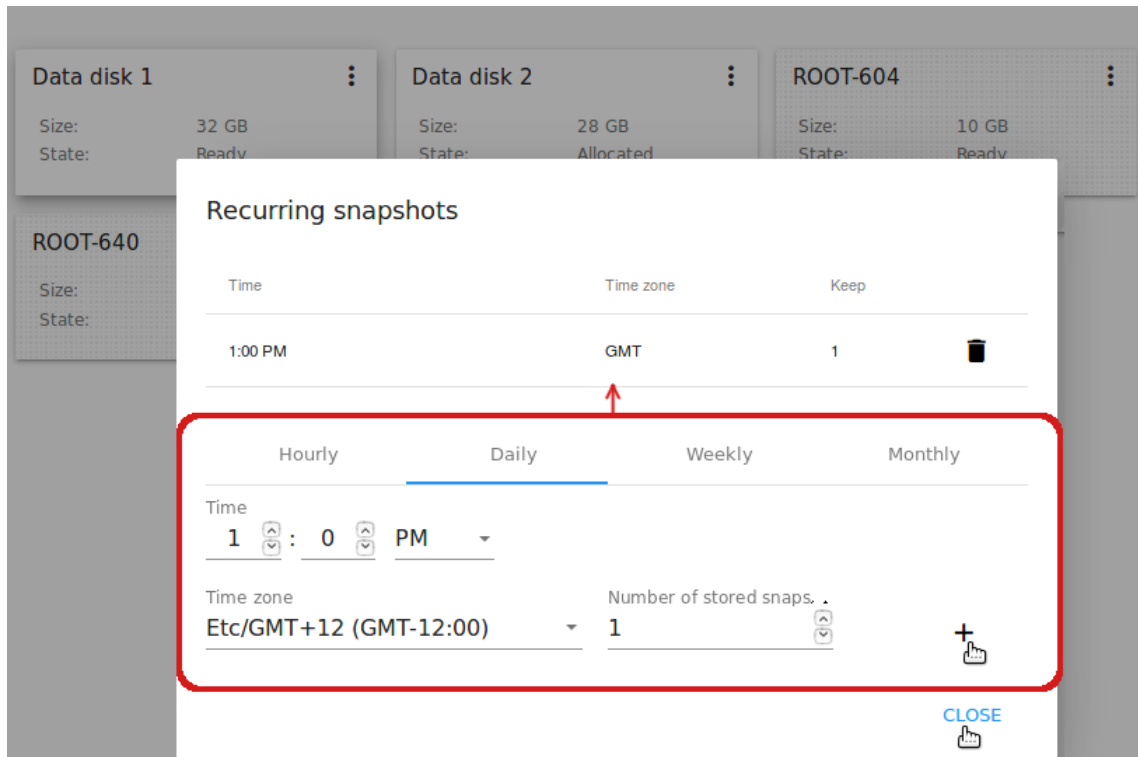 Data disk 1 Data disk 2 ROOT-604
Size: 32 GB Size: 28 GB Size: 10 GB
State: Ready State: Allocated State: Ready
Recurring snapshots
ROOT-640
Size:
State:
Time Time zone Keep
1:00 PM GMT 1
Hourly Daily Weekly Monthly
Time
1 : 0 PM
Time zone Number of stored snaps. .
Etc/GMT+12 (GMT-12:00) 1
+
CLOSE